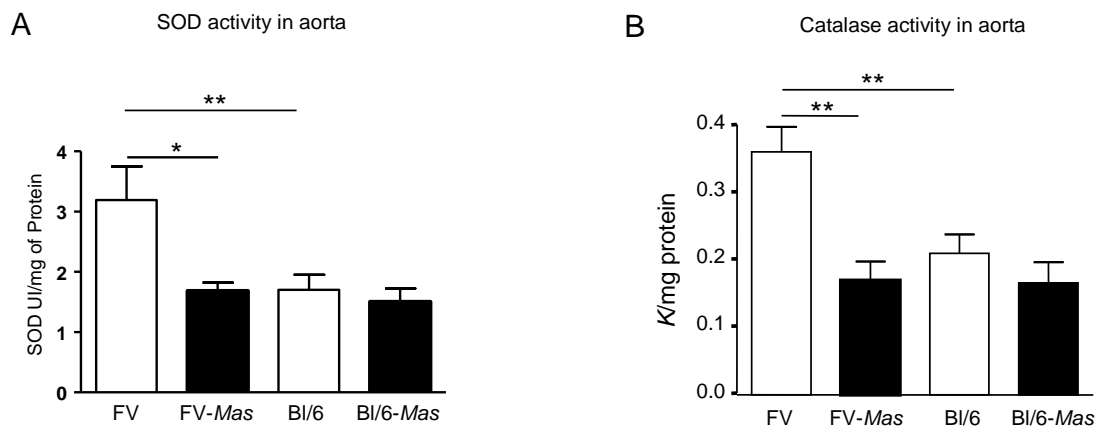 A
SOD activity in aorta
**
*
SOD UI/mg of Protein
4
3
2
1
0
FV
FV-Mas
Bl/6
Bl/6-Mas
B
Catalase activity in aorta
**
**
K/mg protein
0.4
0.3
0.2
0.1
0.0
FV
FV-Mas
Bl/6
Bl/6-Mas